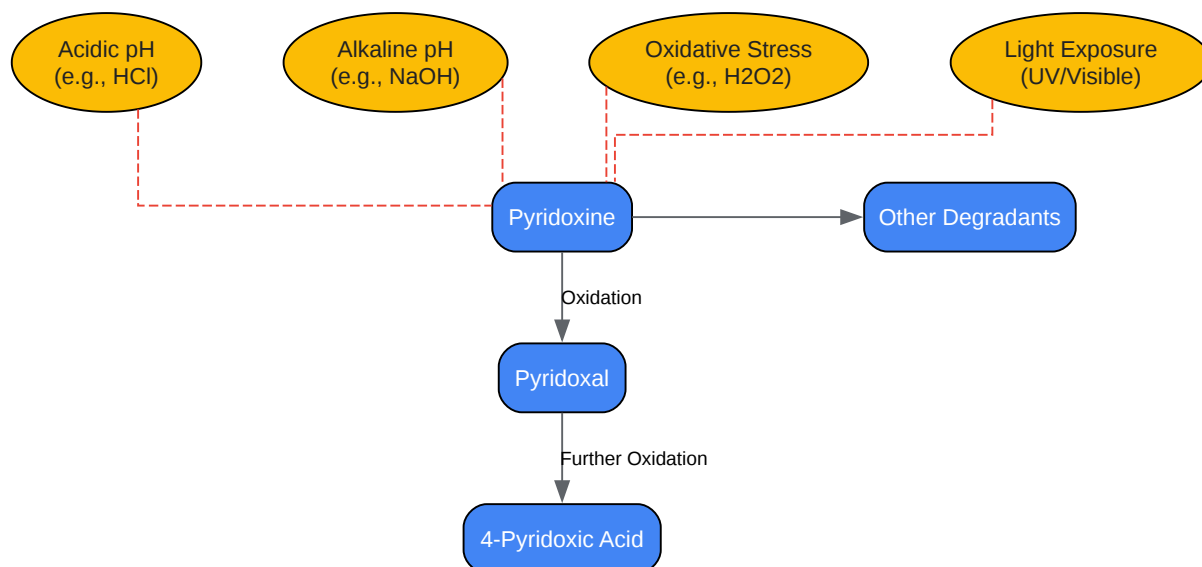 Acidic pH
(e.g., HCl)
Alkaline pH
(e.g., NaOH)
Oxidative Stress
(e.g., H2O2)
Light Exposure
(UV/Visible)
Pyridoxine
Other Degradants
Oxidation
Pyridoxal
Further Oxidation
4-Pyridoxic Acid